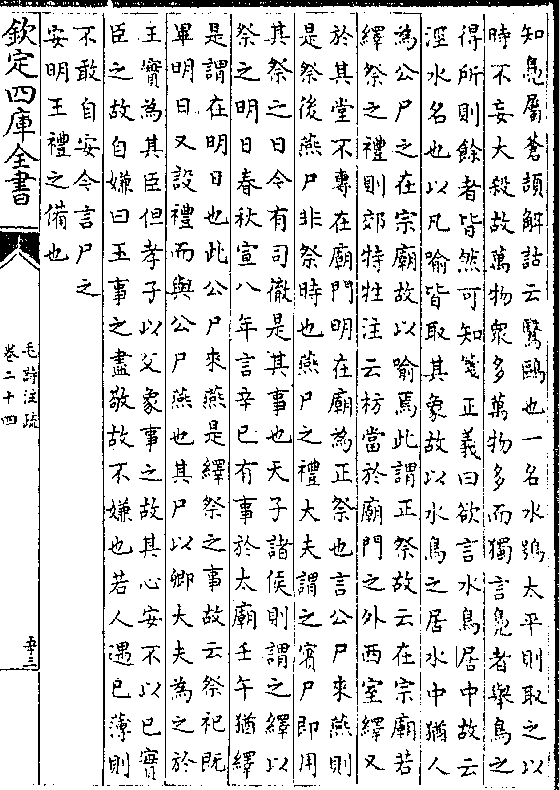 知鳧屬蒼頡解詁云鷖鷗也一名水鴞太平則取之以
時不妄大殺故萬物衆多萬物多而獨言鳧者舉鳥之
得所則餘者皆然可知箋正義曰欲言水鳥居中故云
涇水名也以凡喻皆取其象故以水鳥之居水中猶人
為公尸之在宗廟故以喻焉此謂正祭故云在宗廟若
繹祭之禮則郊特牲注云枋當於廟門之外西室繹又
於其堂不專在廟門明在廟為正祭也言公尸來燕則
是祭後燕尸非祭時也燕尸之禮大夫謂之賓尸即用
其祭之日令有司徹是其事也天子諸侯則謂之繹以
祭之明日春秋宣八年言辛已有事於太廟壬午猶繹
是謂在明日也此公尸來燕是繹祭之事故云祭祀既
畢明日又設禮而與公尸燕也其尸以卿大夫為之於
王實為其臣但孝子以父象事之故其心安不以已實
臣之故自嫌曰王事之盡敬故不嫌也若人遇已薄則
不敢自安今言尸之
安明王禮之備也
欽定四庫全書
毛詩注疏
卷二十四